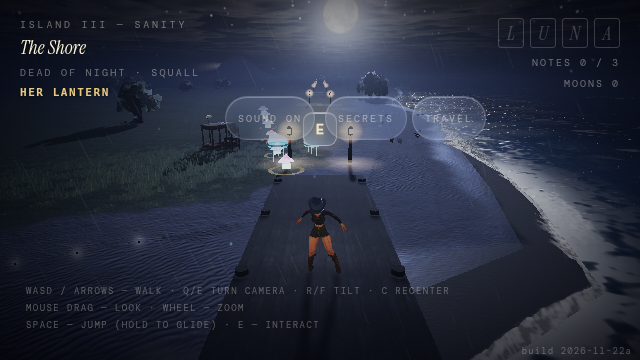 ISLAND III — SANITY
The Shore
DEAD OF NIGHT · SQUALL
HER LANTERN
L U N A
NOTES 0 / 3
MOONS 0
SOUND ON
E
SECRETS
TRAVEL
WASD / ARROWS — WALK · Q/E TURN CAMERA · R/F TILT · C RECENTER
MOUSE DRAG — LOOK · WHEEL — ZOOM
SPACE — JUMP (HOLD TO GLIDE) · E — INTERACT
build 2026-11-22a